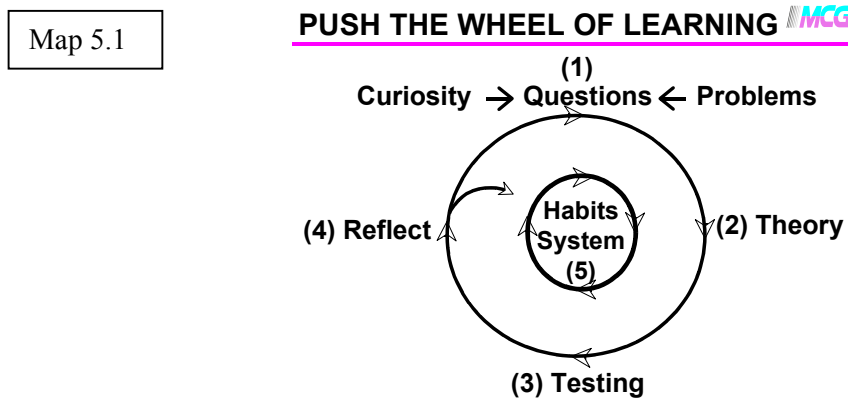 Map 5.1
PUSH THE WHEEL OF LEARNING MCG
(1)
Curiosity → Questions ← Problems
Habits
System
(5)
(4) Reflect
(2) Theory
(3) Testing